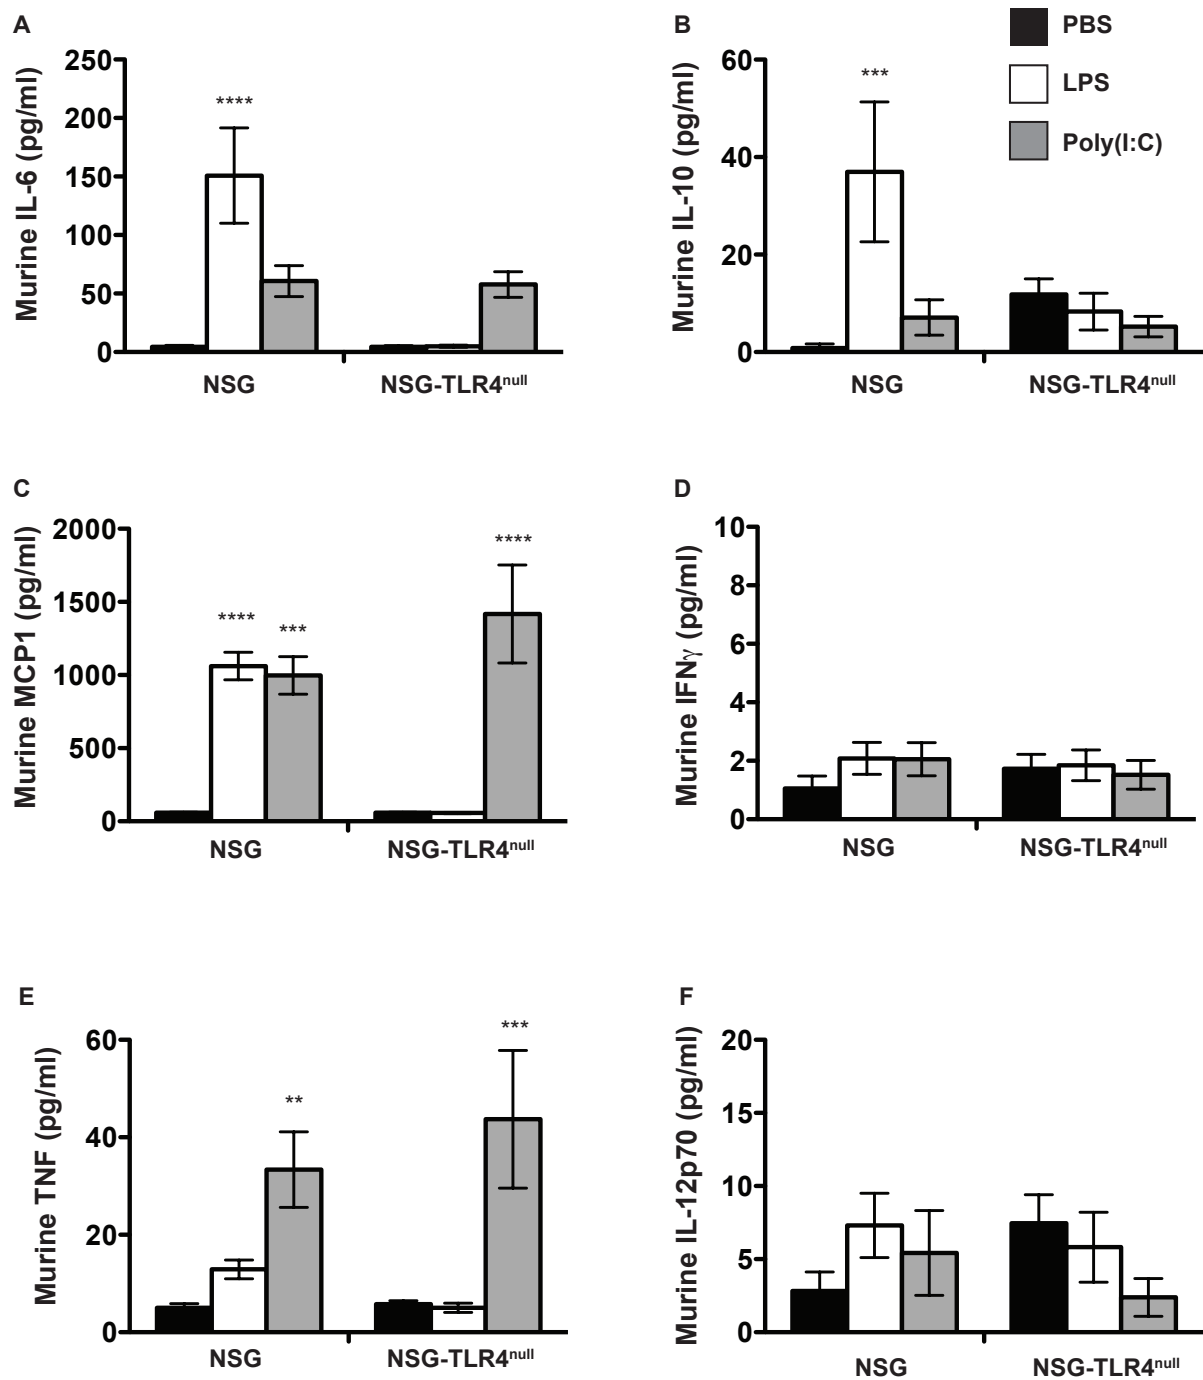 A
Murine IL-6 (pg/ml)
250
200
150
100
50
0
****
NSG NSG-TLR4null
B
Murine IL-10 (pg/ml)
60
40
20
0
***
NSG NSG-TLR4null
PBS
LPS
Poly(I:C)
C
Murine MCP1 (pg/ml)
2000
1500
1000
500
0
**** *** ****
NSG NSG-TLR4null
D
Murine IFNγ (pg/ml)
10
8
6
4
2
0
NSG NSG-TLR4null
E
Murine TNF (pg/ml)
60
40
20
0
** ***
NSG NSG-TLR4null
F
Murine IL-12p70 (pg/ml)
20
15
10
5
0
NSG NSG-TLR4null